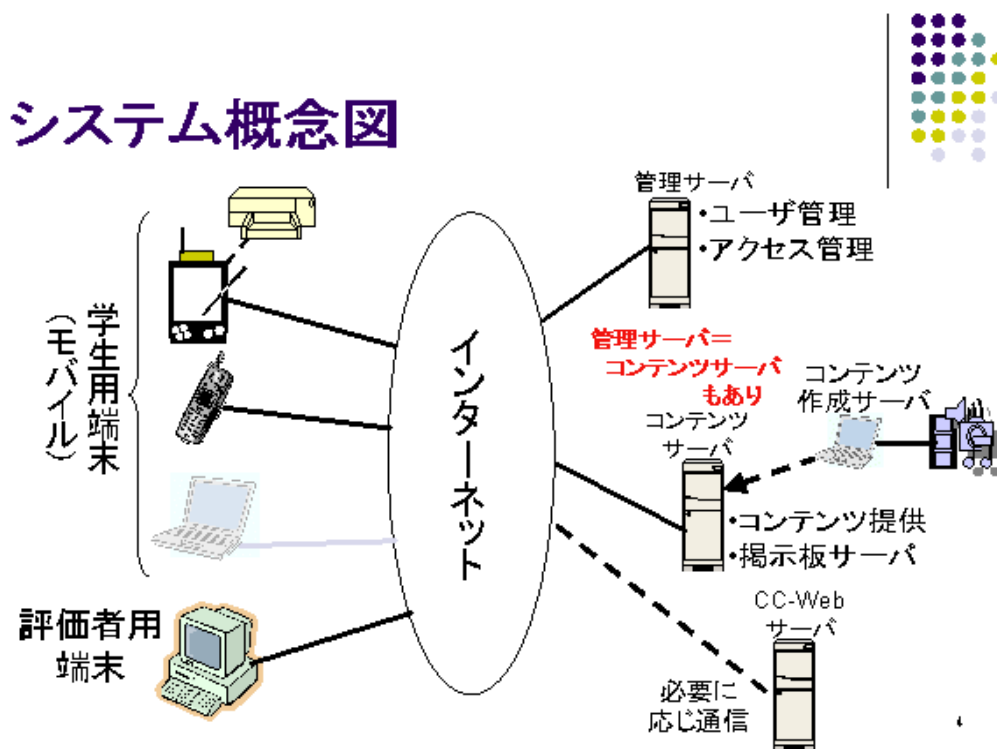 システム概念図
管理サーバ
・ユーザ管理
・アクセス管理
学生用端末
（モバイル）
インターネット
管理サーバ＝
コンテンツサーバ
もあり
コンテンツ
作成サーバ
コンテンツ
サーバ
・コンテンツ提供
・掲示板サーバ
評価者用
端末
CC-Web
サーバ
必要に
応じ通信